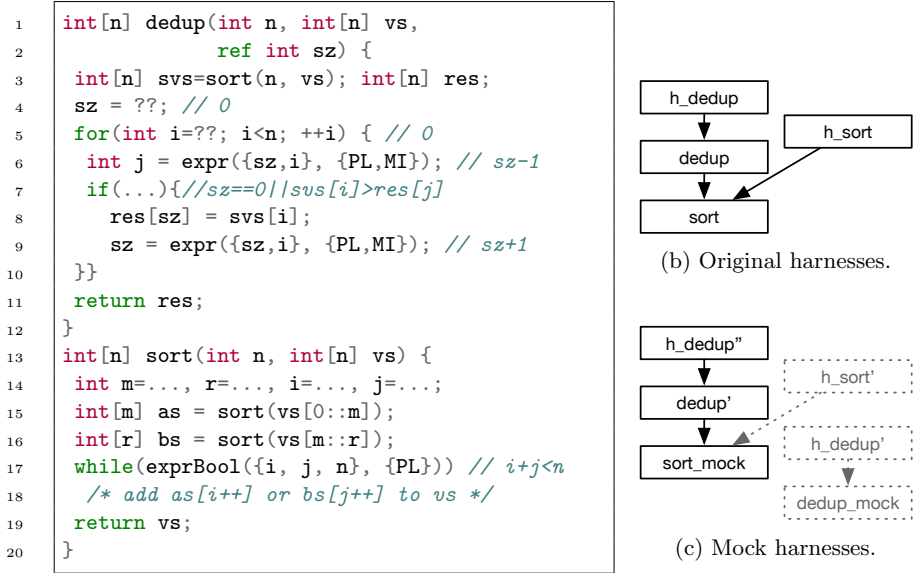 1 int[n] dedup(int n, int[n] vs,
2 ref int sz) {
3 int[n] svs=sort(n, vs); int[n] res;
4 sz = ??; // 0
5 for(int i=??; i<n; ++i) { // 0
6 int j = expr({sz,i}, {PL,MI}); // sz-1
7 if(...){//sz==0||svs[i]>res[j]
8 res[sz] = svs[i];
9 sz = expr({sz,i}, {PL,MI}); // sz+1
10 }}
11 return res;
12 }
13 int[n] sort(int n, int[n] vs) {
14 int m=..., r=..., i=..., j=...;
15 int[m] as = sort(vs[0::m]);
16 int[r] bs = sort(vs[m::r]);
17 while(exprBool({i, j, n}, {PL})) // i+j<n
18 /* add as[i++] or bs[j++] to vs */
19 return vs;
20 }
h_dedup
h_sort
dedup
sort
(b) Original harnesses.
h_dedup”
h_sort’
dedup’
h_dedup’
sort_mock
dedup_mock
(c) Mock harnesses.